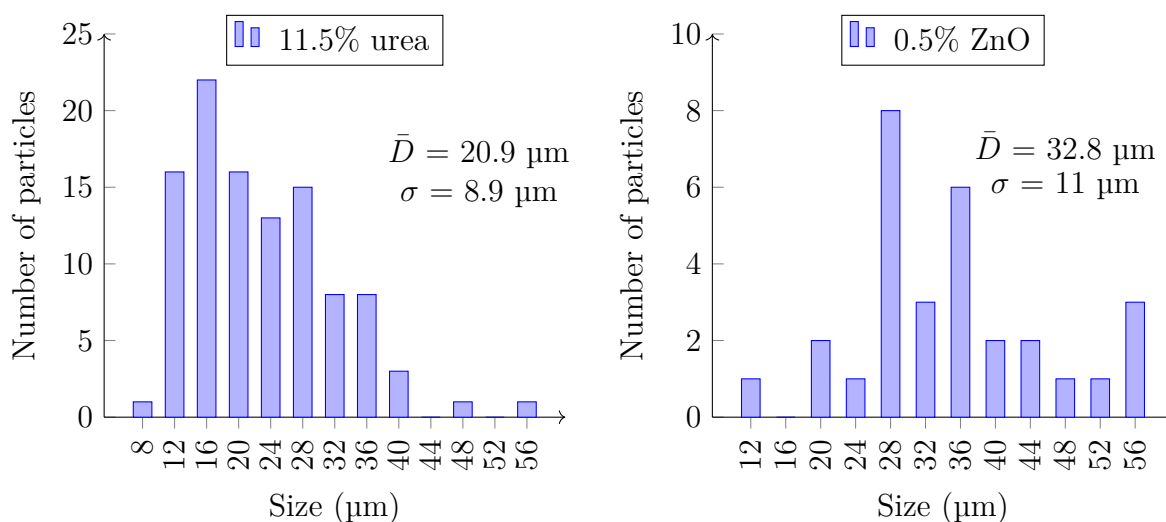 11.5% urea
Number of particles
25
20
15
10
5
0
D̄ = 20.9 µm
σ = 8.9 µm
8 12 16 20 24 28 32 36 40 44 48 52 56
Size (µm)
0.5% ZnO
Number of particles
10
8
6
4
2
0
D̄ = 32.8 µm
σ = 11 µm
12 16 20 24 28 32 36 40 44 48 52 56
Size (µm)